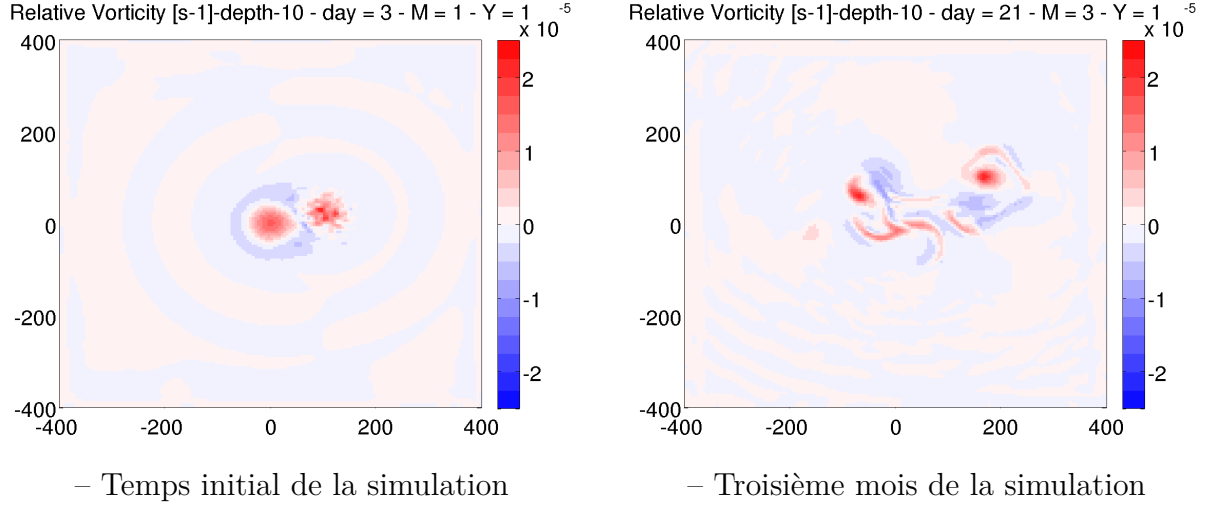 Relative Vorticity [s-1]-depth-10 - day = 3 - M = 1 - Y = 1
x 10 -5
400
200
0
-200
-400
-400 -200 0 200 400
2
1
0
-1
-2
– Temps initial de la simulation
Relative Vorticity [s-1]-depth-10 - day = 21 - M = 3 - Y = 1
x 10 -5
400
200
0
-200
-400
-400 -200 0 200 400
2
1
0
-1
-2
– Troisième mois de la simulation